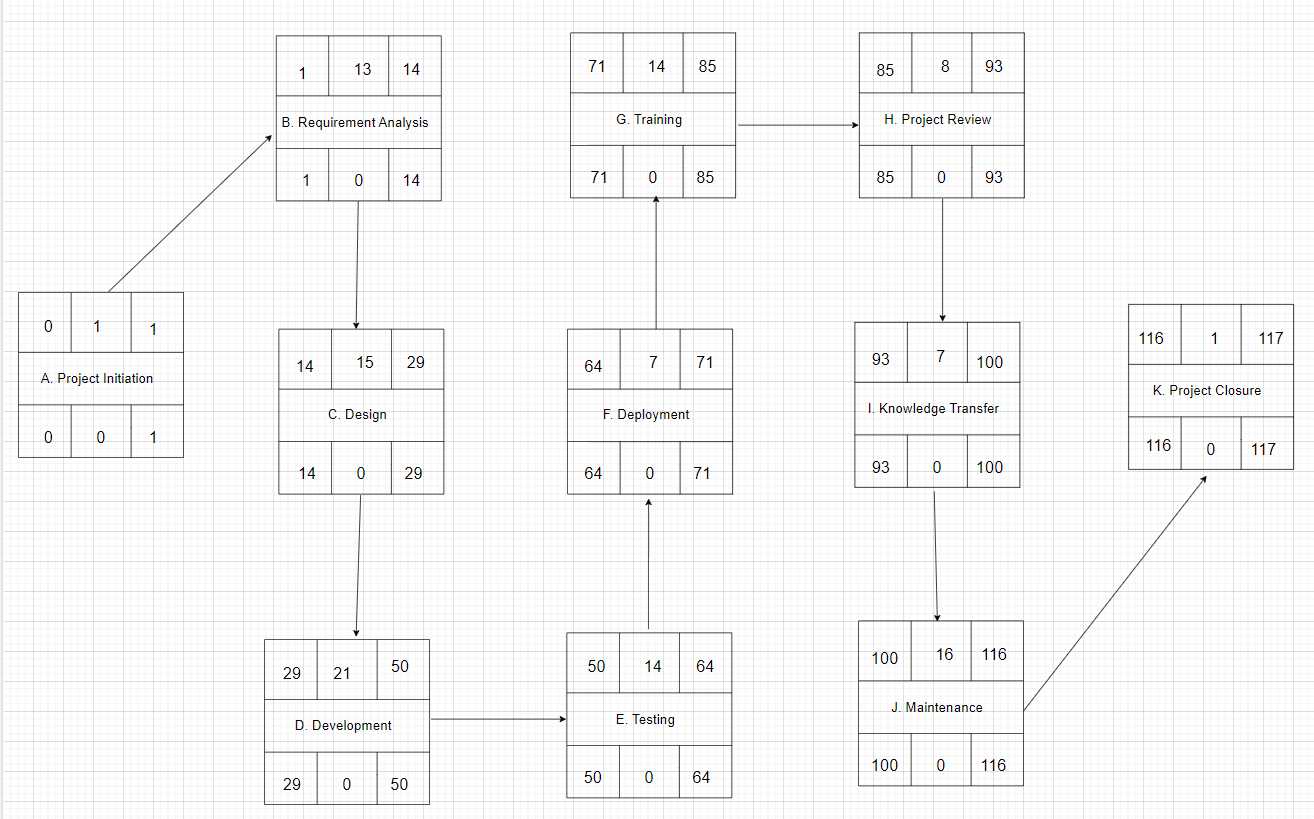 1 13 14
B. Requirement Analysis
1 0 14
71 14 85
G. Training
71 0 85
85 8 93
H. Project Review
85 0 93
0 1 1
A. Project Initiation
0 0 1
14 15 29
C. Design
14 0 29
64 7 71
F. Deployment
64 0 71
93 7 100
I. Knowledge Transfer
93 0 100
116 1 117
K. Project Closure
116 0 117
29 21 50
D. Development
29 0 50
50 14 64
E. Testing
50 0 64
100 16 116
J. Maintenance
100 0 116